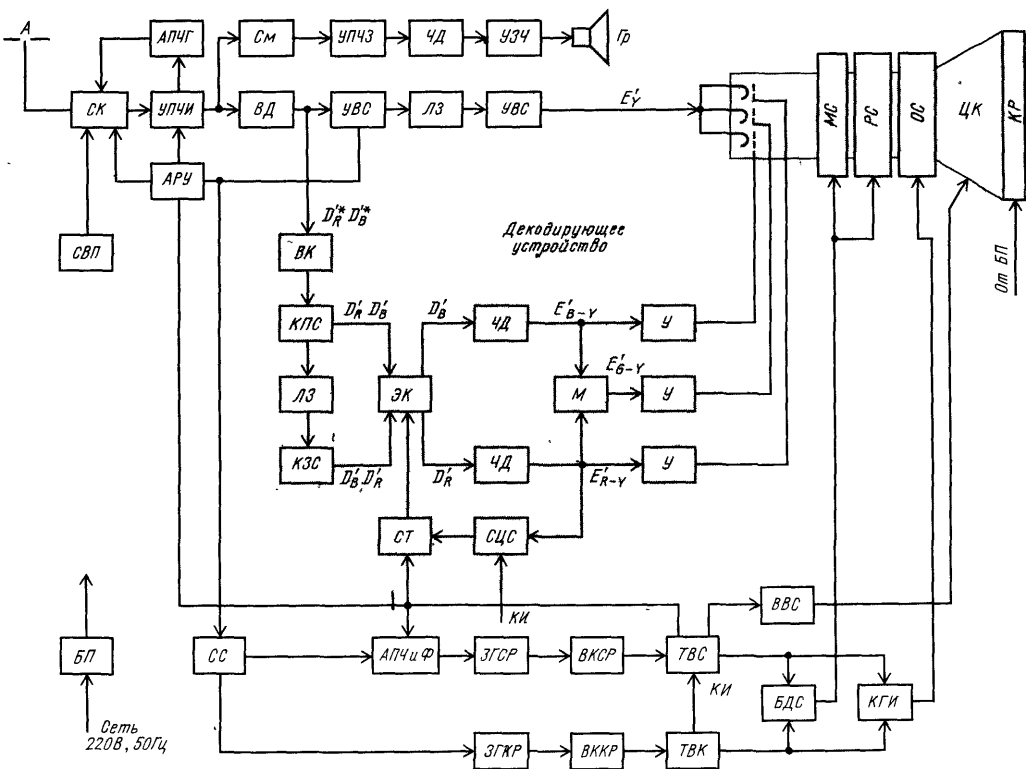 А
АПЧГ
См
УПЧЗ
ЧД
УЗЧ
Гр
СК
УПЧИ
ВД
УВС
ЛЗ
УВС
E'Y
МС
РС
ОС
ЦК
КР
АРУ
СВП
D'*R D'*B
Декодирующее
устройство
От БП
ВК
КПС
D'R D'B
D'B
ЧД
E'B-Y
У
ЛЗ
ЭК
М
E'G-Y
У
КЗС
D'B, D'R
D'R
ЧД
E'R-Y
У
СТ
СЦС
КИ
ВВС
БП
СС
АПЧиФ
ЗГСР
ВКСР
ТВС
КИ
БДС
КГИ
Сеть
220В, 50Гц
ЗГКР
ВККР
ТВК